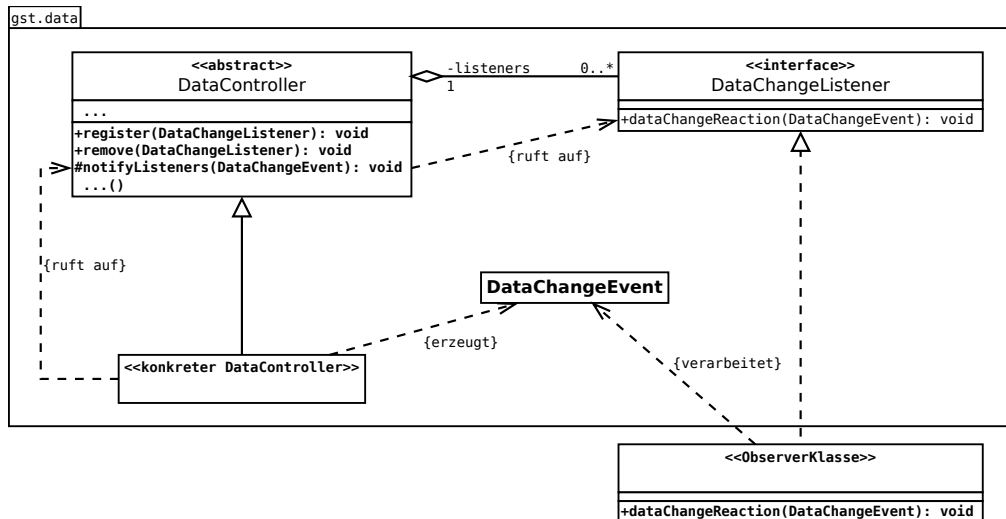 gst.data
<<abstract>>
DataController
...
+register(DataChangeListener): void
+remove(DataChangeListener): void
#notifyListeners(DataChangeEvent): void
...()
-listeners
0..*
1
<<interface>>
DataChangeListener
+dataChangeReaction(DataChangeEvent): void
{ruft auf}
{ruft auf}
DataChangeEvent
{erzeugt}
{verarbeitet}
<<konkreter DataController>>
<<ObserverKlasse>>
+dataChangeReaction(DataChangeEvent): void